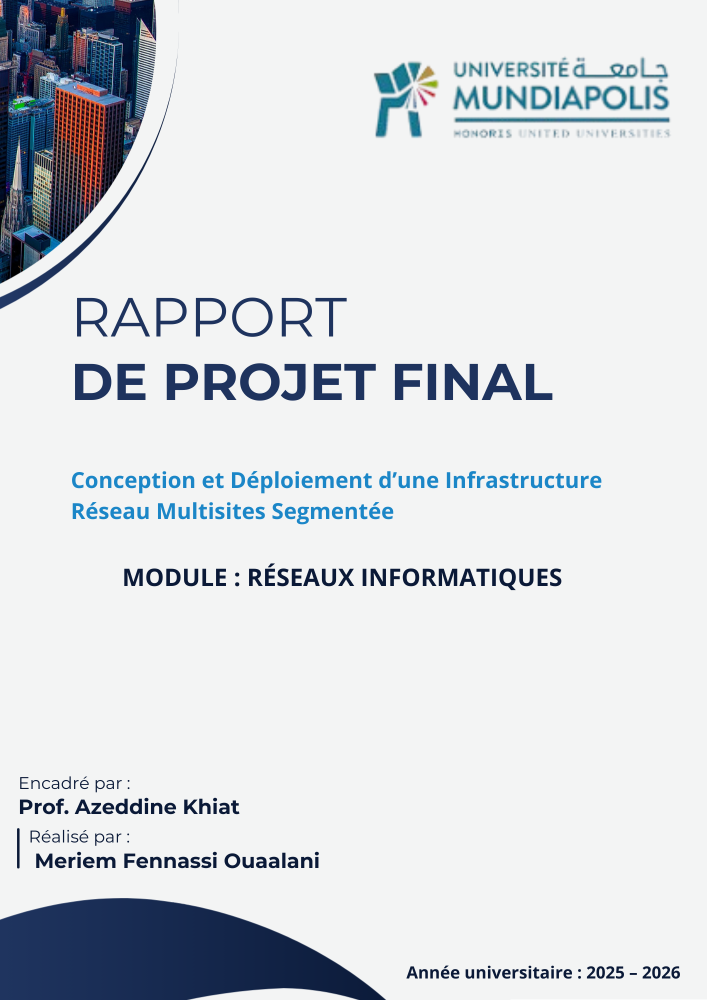 UNIVERSITÉ جامعة
MUNDIAPOLIS
HONORIS UNITED UNIVERSITIES
RAPPORT
DE PROJET FINAL
Conception et Déploiement d’une Infrastructure
Réseau Multisites Segmentée
MODULE : RÉSEAUX INFORMATIQUES
Encadré par :
Prof. Azeddine Khiat
Réalisé par :
Meriem Fennassi Ouaalani
Année universitaire : 2025 – 2026